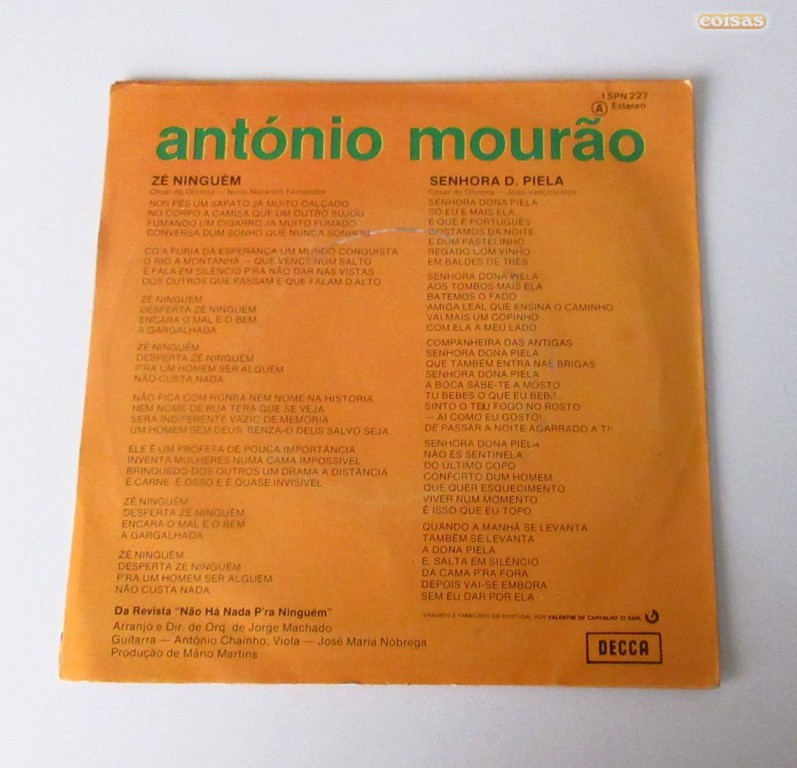 coisas
1 SPN 227
A Estereo
antónio mourão
ZÉ NINGUÉM
César de Oliveira — Nuno Nazareth Fernandes
NOS PÉS UM SAPATO JÁ MUITO CALÇADO
NO CORPO A CAMISA QUE UM OUTRO SUJOU
FUMANDO UM CIGARRO JÁ MUITO FUMADO
CONVERSA DUM SONHO QUE NUNCA SONHOU
CO'A FÚRIA DA ESPERANÇA UM MUNDO CONQUISTA
O RIO A MONTANHA — QUE VENCE NUM SALTO
E FALA EM SILÊNCIO P'RA NÃO DAR NAS VISTAS
DOS OUTROS QUE PASSAM E QUE FALAM D'ALTO
ZÉ NINGUÉM
DESPERTA ZÉ NINGUÉM
ENCARA O MAL E O BEM
À GARGALHADA
ZÉ NINGUÉM
DESPERTA ZÉ NINGUÉM
P'RA UM HOMEM SER ALGUÉM
NÃO CUSTA NADA
NÃO FICA COM HONRA NEM NOME NA HISTÓRIA
NEM NOME DE RUA TERÁ QUE SE VEJA
SERÁ INDIFERENTE VAZIO DE MEMÓRIA
UM HOMEM SEM DEUS. BENZA-O DEUS SALVO SEJA.
ELE É UM PROFETA DE POUCA IMPORTÂNCIA
INVENTA MULHERES NUMA CAMA IMPOSSÍVEL
BRINQUEDO DOS OUTROS UM DRAMA À DISTÂNCIA
É CARNE. É OSSO E É QUASE INVISÍVEL
ZÉ NINGUÉM
DESPERTA ZÉ NINGUÉM
ENCARA O MAL E O BEM
À GARGALHADA
ZÉ NINGUÉM
DESPERTA ZÉ NINGUÉM
P'RA UM HOMEM SER ALGUÉM
NÃO CUSTA NADA
SENHORA D. PIELA
César de Oliveira — João
SENHORA DONA PIELA
SÓ EU E MAIS ELA
E QUE É PORTUGUÊS
GOSTAMOS DA NOITE
E DUM PASTELINHO
REGADO COM VINHO
EM BALDES DE TRÊS
SENHORA DONA PIELA
AOS TOMBOS MAIS ELA
BATEMOS O FADO
AMIGA LEAL QUE ENSINA O CAMINHO
VAI MAIS UM COPINHO
COM ELA A MEU LADO
COMPANHEIRA DAS ANTIGAS
SENHORA DONA PIELA
QUE TAMBÉM ENTRA NAS BRIGAS
SENHORA DONA PIELA
A BOCA SABE-TE A MOSTO
TU BEBES O QUE EU BEBI!..
SINTO O TEU FOGO NO ROSTO
— AI COMO EU GOSTO!..
DE PASSAR A NOITE AGARRADO A TI!
SENHORA DONA PIELA
NÃO ÉS SENTINELA
DO ÚLTIMO COPO
CONFORTO DUM HOMEM
QUE QUER ESQUECIMENTO
VIVER NUM MOMENTO
É ISSO QUE EU TOPO
QUANDO A MANHÃ SE LEVANTA
TAMBÉM SE LEVANTA
A DONA PIELA
E, SALTA EM SILÊNCIO
DA CAMA P'RA FORA
DEPOIS VAI-SE EMBORA
SEM EU DAR POR ELA
Da Revista "Não Há Nada P'ra Ninguém"
Arranjo e Dir. de Orq. de Jorge Machado
Guitarra — António Chainho; Viola — José Maria Nóbrega
Produção de Mário Martins
GRAVADO E FABRICADO EM PORTUGAL POR VALENTIM DE CARVALHO CI SARL
DECCA